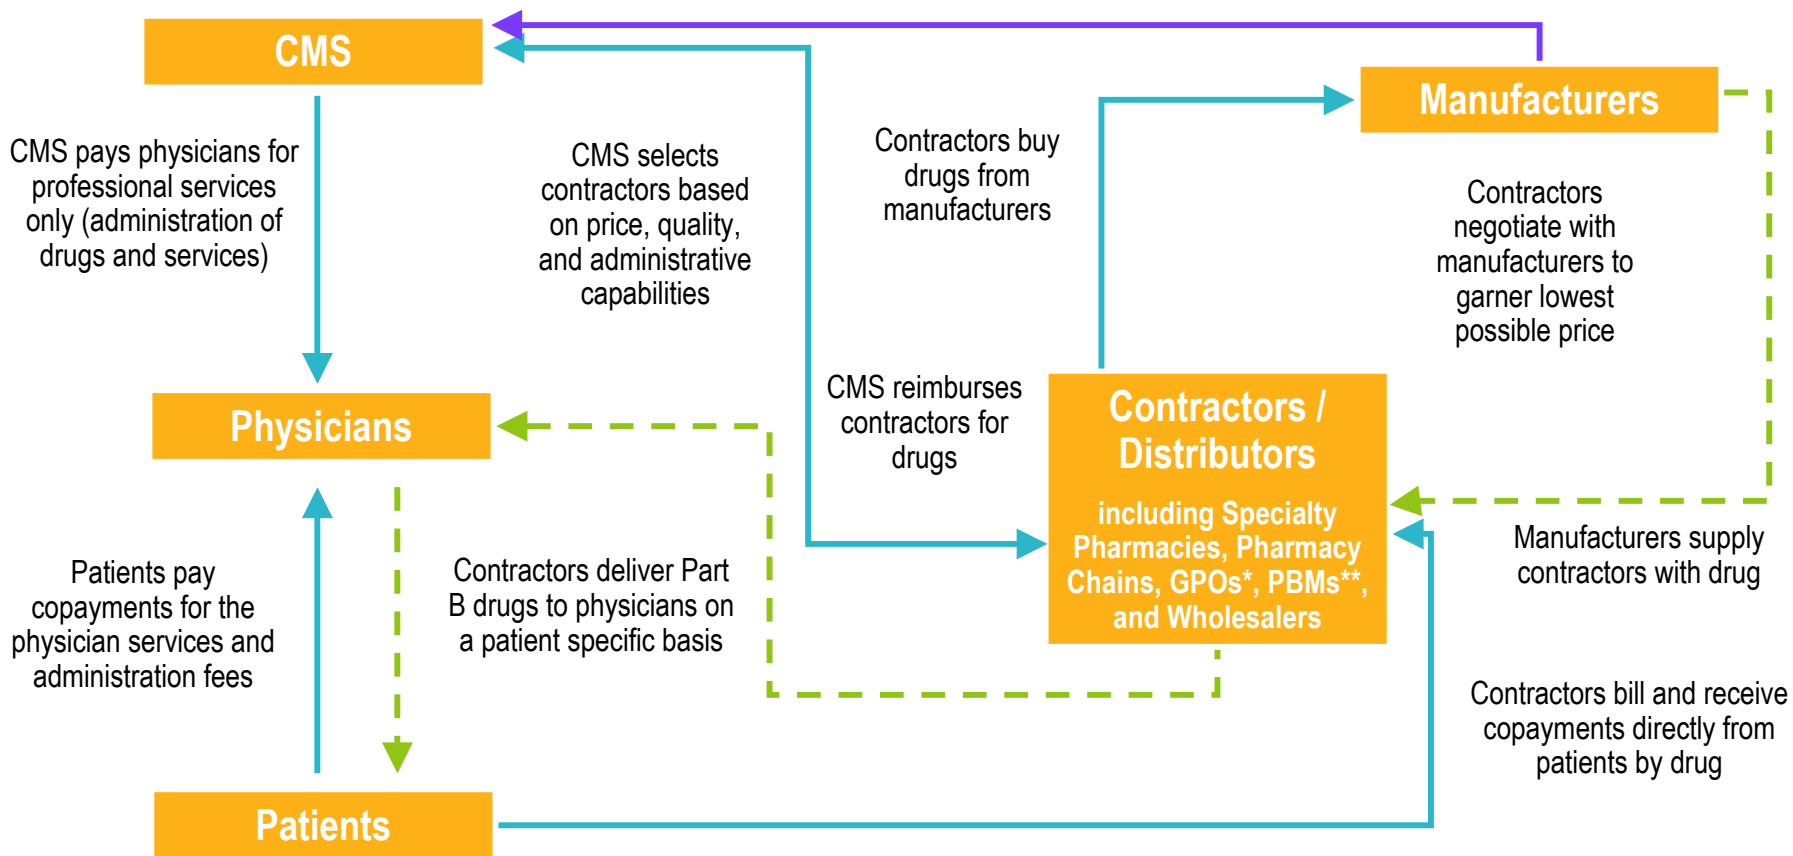 CMS
Manufacturers
CMS pays physicians for
professional services
only (administration of
drugs and services)
CMS selects
contractors based
on price, quality,
and administrative
capabilities
Contractors buy
drugs from
manufacturers
Contractors
negotiate with
manufacturers to
garner lowest
possible price
Physicians
CMS reimburses
contractors for
drugs
Contractors /
Distributors
including Specialty
Pharmacies, Pharmacy
Chains, GPOs*, PBMs**,
and Wholesalers
Manufacturers supply
contractors with drug
Patients pay
copayments for the
physician services and
administration fees
Contractors deliver Part
B drugs to physicians on
a patient specific basis
Contractors bill and receive
copayments directly from
patients by drug
Patients